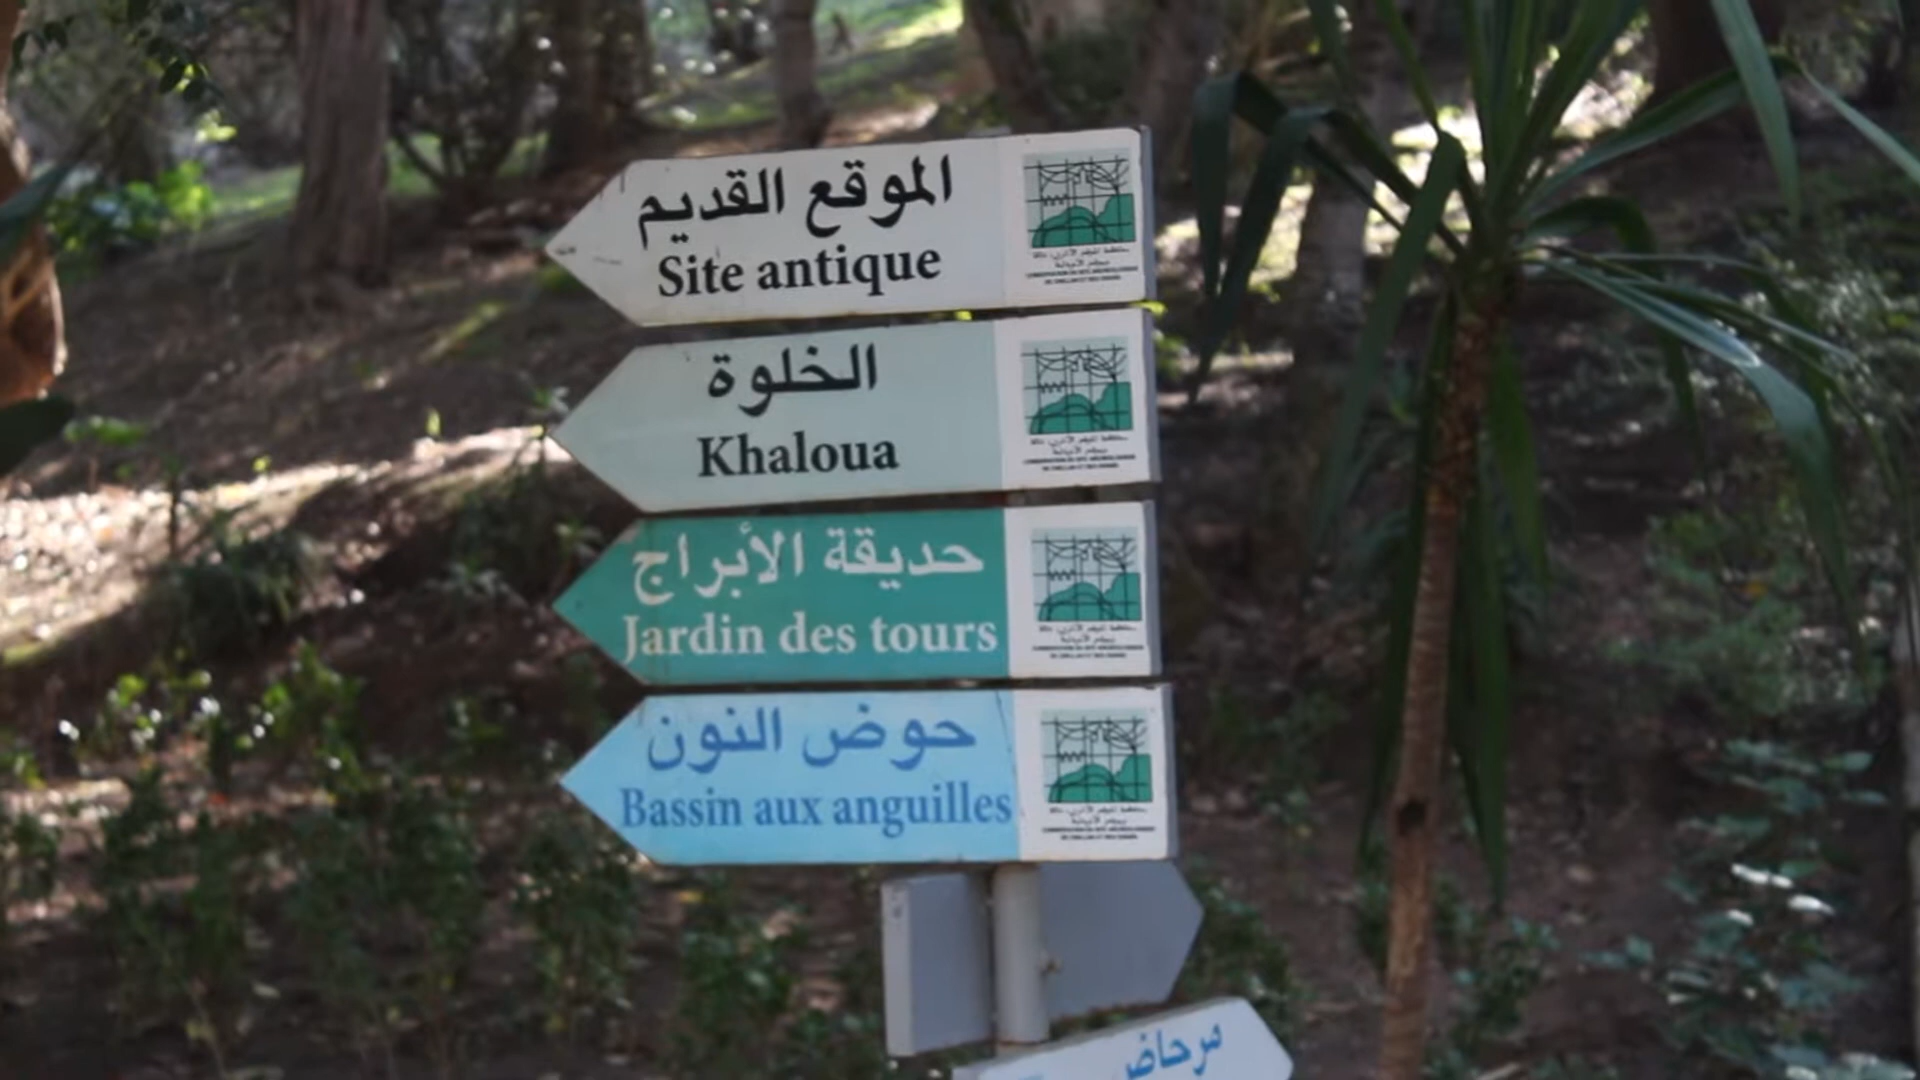 الموقع القديم
Site antique
الخلوة
Khaloua
حديقة الأبراج
Jardin des tours
حوض النون
Bassin aux anguilles
مرحاض